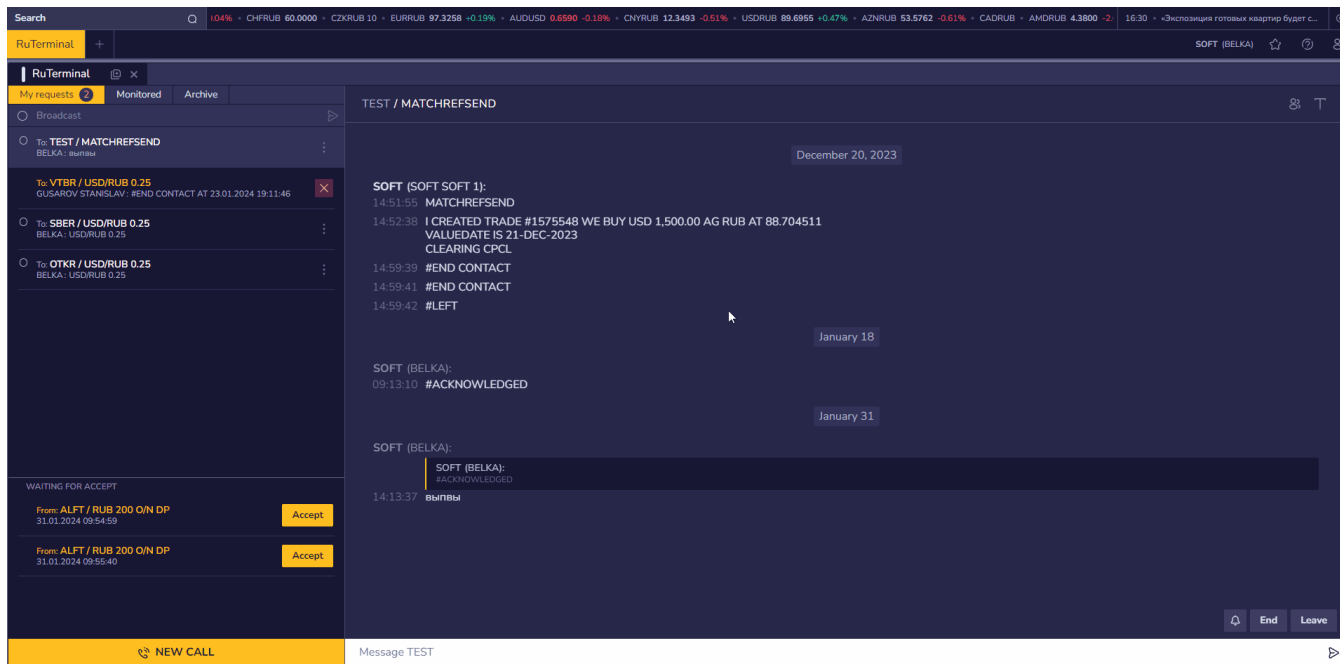 Search
1.04% • CHFRUB 60.0000 • CZKRUB 10 • EURRUB 97.3258 +0.19% • AUDUSD 0.6590 -0.18% • CNYRUB 12.3493 -0.51% • USDRUB 89.6955 +0.47% • AZNRUB 53.5762 -0.61% • CADRUB • AMDRUB 4.3800 -2.
16:30 • «Экспозиция готовых квартир будет с...
RuTerminal +
SOFT (BELKA)
RuTerminal
My requests 2 Monitored Archive
Broadcast
To: TEST / MATCHREFSEND
BELKA : выпвы
To: VTBR / USD/RUB 0.25
GUSAROV STANISLAV : #END CONTACT AT 23.01.2024 19:11:46
To: SBER / USD/RUB 0.25
BELKA : USD/RUB 0.25
To: OTKR / USD/RUB 0.25
BELKA : USD/RUB 0.25
WAITING FOR ACCEPT
From: ALFT / RUB 200 O/N DP
31.01.2024 09:54:59
Accept
From: ALFT / RUB 200 O/N DP
31.01.2024 09:55:40
Accept
NEW CALL
TEST / MATCHREFSEND
December 20, 2023
SOFT (SOFT SOFT 1):
14:51:55 MATCHREFSEND
14:52:38 I CREATED TRADE #1575548 WE BUY USD 1,500.00 AG RUB AT 88.704511
VALUEDATE IS 21-DEC-2023
CLEARING CPCL
14:59:39 #END CONTACT
14:59:41 #END CONTACT
14:59:42 #LEFT
January 18
SOFT (BELKA):
09:13:10 #ACKNOWLEDGED
January 31
SOFT (BELKA):
SOFT (BELKA):
#ACKNOWLEDGED
14:13:37 выпвы
End Leave
Message TEST